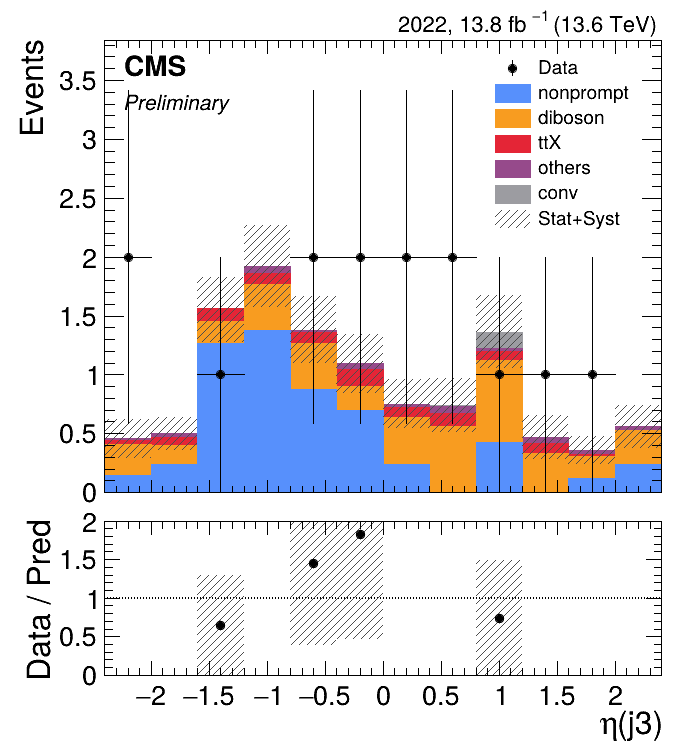 2022, 13.8 fb⁻¹ (13.6 TeV)
Events
CMS
Preliminary
Data
nonprompt
diboson
ttX
others
conv
Stat+Syst
3.5
3
2.5
2
1.5
1
0.5
0
Data / Pred
2
1.5
1
0.5
0
−2 −1.5 −1 −0.5 0 0.5 1 1.5 2
η(j3)